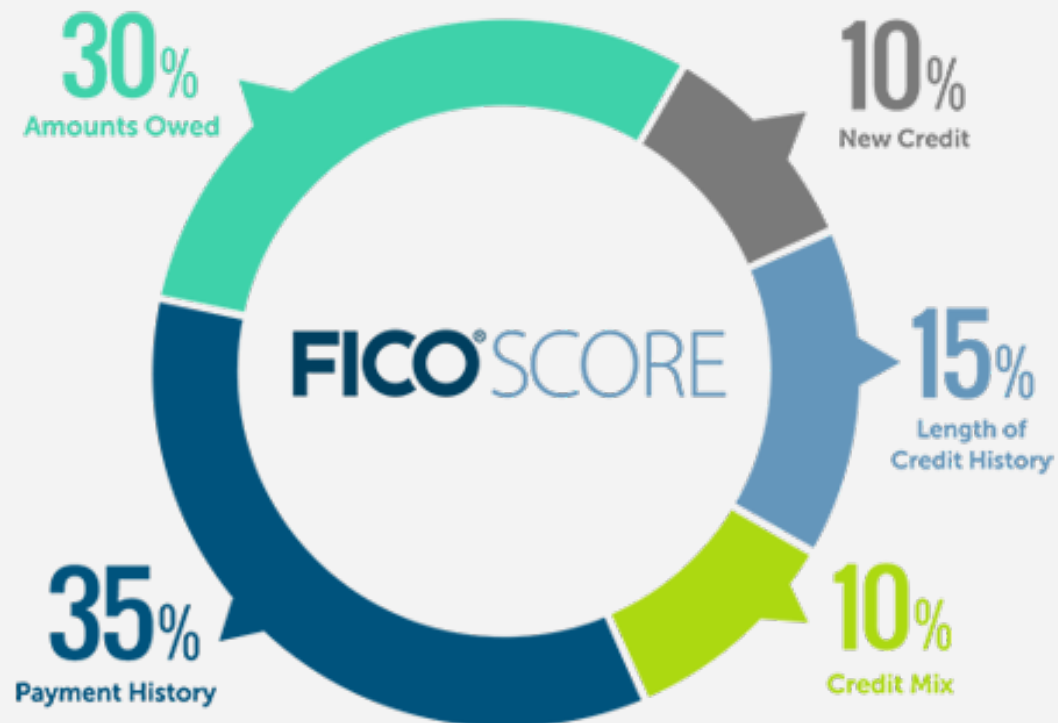 30%
Amounts Owed
10%
New Credit
FICO® SCORE
15%
Length of
Credit History
35%
Payment History
10%
Credit Mix